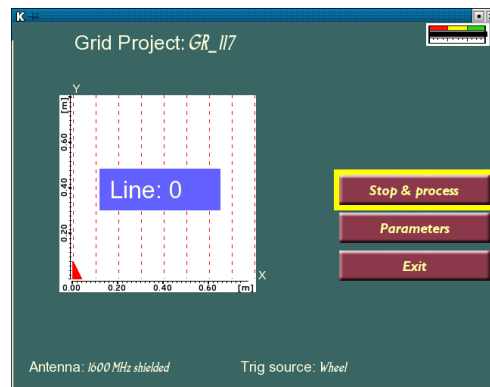 K
Grid Project: GR_117
Y
[m]
0.60
0.40
0.20
Line: 0
X
0.00 0.20 0.40 0.60 [m]
Stop & process
Parameters
Exit
Antenna: 1600 MHz shielded
Trig source: Wheel